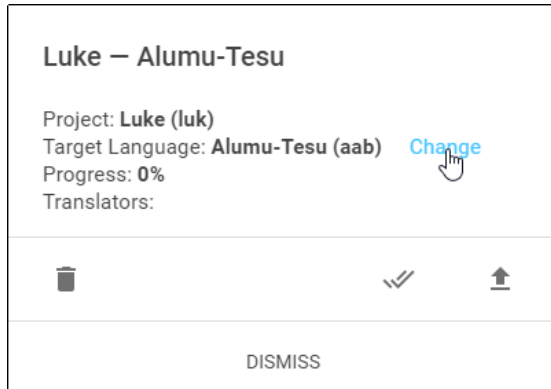 Luke — Alumu-Tesu
Project: Luke (luk)
Target Language: Alumu-Tesu (aab) Change
Progress: 0%
Translators:
DISMISS